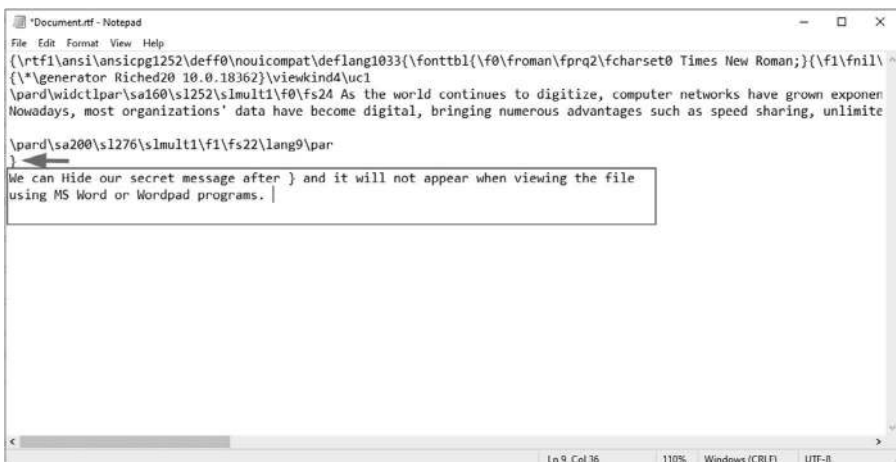 *Document.rtf - Notepad
File Edit Format View Help
{\rtf1\ansi\ansicpg1252\deff0\nouicompat\deflang1033{\fonttbl{\f0\froman\fprq2\fcharset0 Times New Roman;}{\f1\fnil\
{\*\generator Riched20 10.0.18362}\viewkind4\uc1
\pard\widctlpar\sa160\sl252\slmult1\f0\fs24 As the world continues to digitize, computer networks have grown exponen
Nowadays, most organizations' data have become digital, bringing numerous advantages such as speed sharing, unlimite
\pard\sa200\sl276\slmult1\f1\fs22\lang9\par
}
We can Hide our secret message after } and it will not appear when viewing the file
using MS Word or Wordpad programs.
Ln 9, Col 36 110% Windows (CRLF) UTF-8